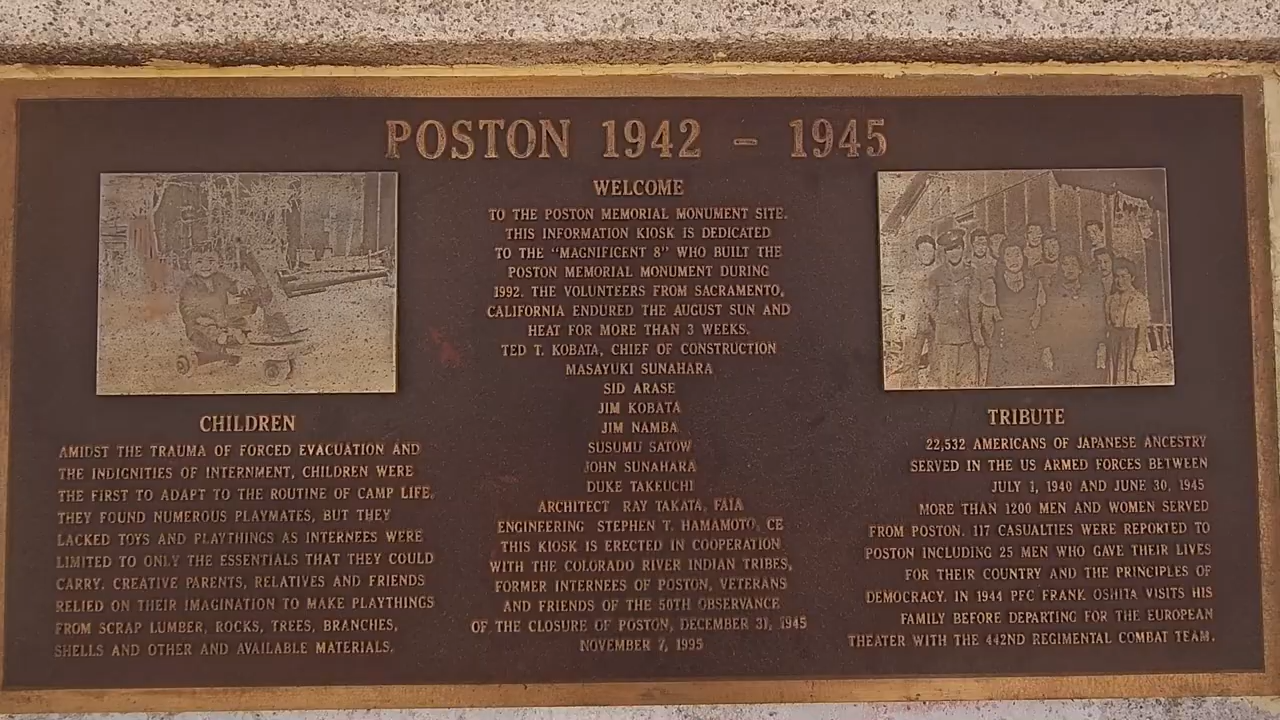 POSTON 1942 - 1945
WELCOME
TO THE POSTON MEMORIAL MONUMENT SITE.
THIS INFORMATION KIOSK IS DEDICATED
TO THE "MAGNIFICENT 8" WHO BUILT THE
POSTON MEMORIAL MONUMENT DURING
1992. THE VOLUNTEERS FROM SACRAMENTO,
CALIFORNIA ENDURED THE AUGUST SUN AND
HEAT FOR MORE THAN 3 WEEKS.
TED T. KOBATA, CHIEF OF CONSTRUCTION
MASAYUKI SUNAHARA
SID ARASE
JIM KOBATA
JIM NAMBA
SUSUMU SATOW
JOHN SUNAHARA
DUKE TAKEUCHI
ARCHITECT RAY TAKATA, FAIA
ENGINEERING STEPHEN T. HAMAMOTO, CE
THIS KIOSK IS ERECTED IN COOPERATION
WITH THE COLORADO RIVER INDIAN TRIBES,
FORMER INTERNEES OF POSTON, VETERANS
AND FRIENDS OF THE 50TH OBSERVANCE
OF THE CLOSURE OF POSTON, DECEMBER 31, 1945
NOVEMBER 7, 1995
CHILDREN
AMIDST THE TRAUMA OF FORCED EVACUATION AND
THE INDIGNITIES OF INTERNMENT, CHILDREN WERE
THE FIRST TO ADAPT TO THE ROUTINE OF CAMP LIFE.
THEY FOUND NUMEROUS PLAYMATES, BUT THEY
LACKED TOYS AND PLAYTHINGS AS INTERNEES WERE
LIMITED TO ONLY THE ESSENTIALS THAT THEY COULD
CARRY. CREATIVE PARENTS, RELATIVES AND FRIENDS
RELIED ON THEIR IMAGINATION TO MAKE PLAYTHINGS
FROM SCRAP LUMBER, ROCKS, TREES, BRANCHES,
SHELLS AND OTHER AND AVAILABLE MATERIALS.
TRIBUTE
22,532 AMERICANS OF JAPANESE ANCESTRY
SERVED IN THE US ARMED FORCES BETWEEN
JULY 1, 1940 AND JUNE 30, 1945
MORE THAN 1200 MEN AND WOMEN SERVED
FROM POSTON. 117 CASUALTIES WERE REPORTED TO
POSTON INCLUDING 25 MEN WHO GAVE THEIR LIVES
FOR THEIR COUNTRY AND THE PRINCIPLES OF
DEMOCRACY. IN 1944 PFC FRANK OSHITA VISITS HIS
FAMILY BEFORE DEPARTING FOR THE EUROPEAN
THEATER WITH THE 442ND REGIMENTAL COMBAT TEAM.